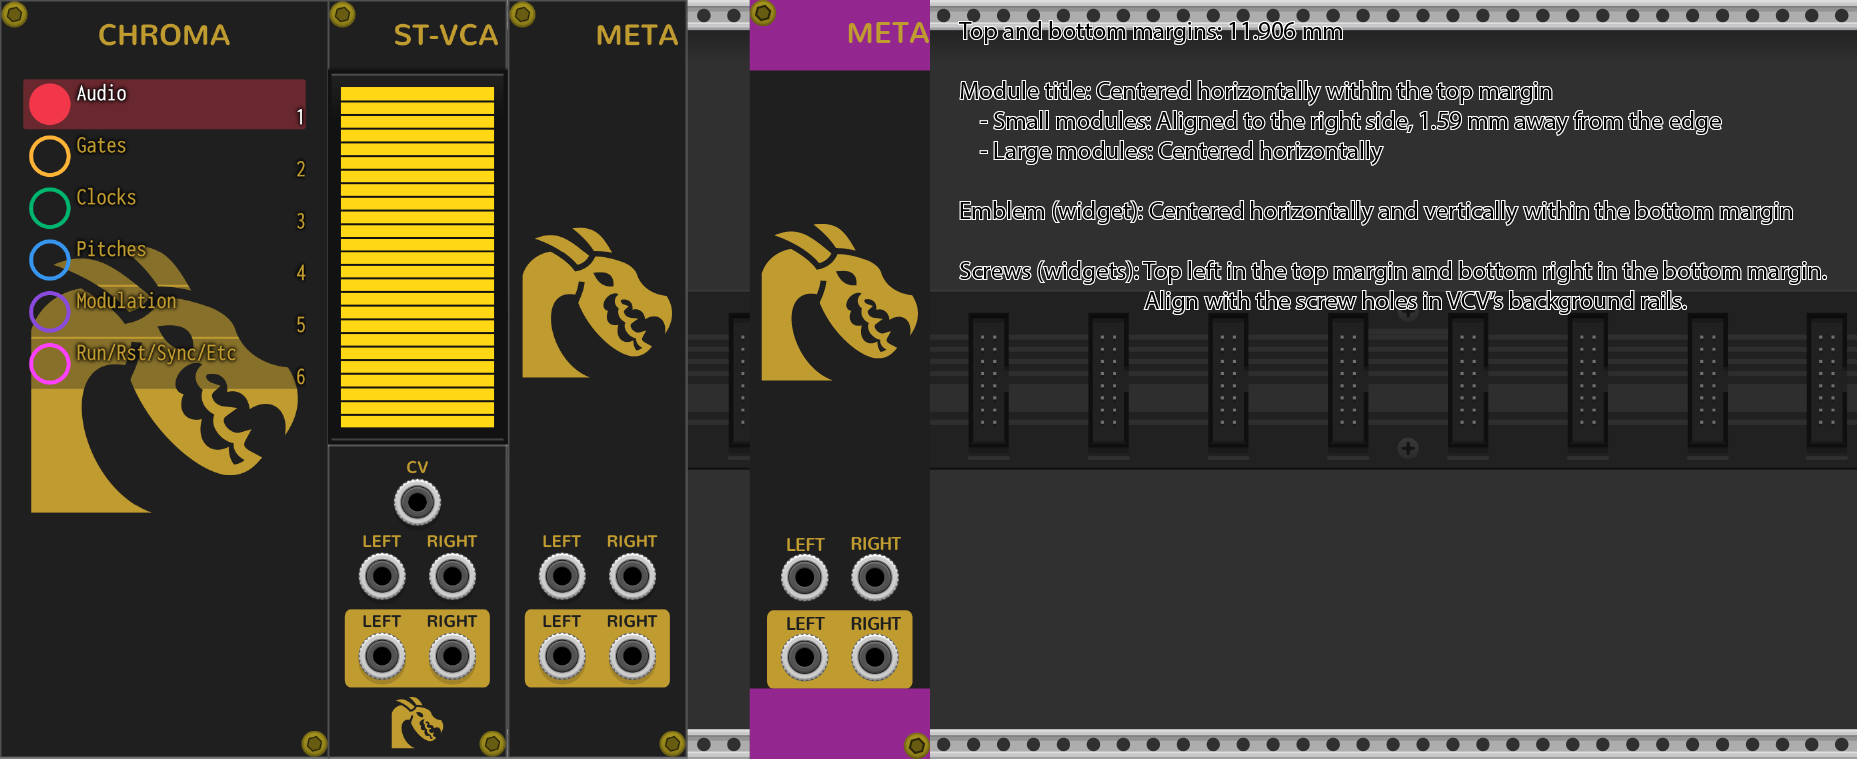 CHROMA
Audio
1
Gates
2
Clocks
3
Pitches
4
Modulation
5
Run/Rst/Sync/Etc
6
ST-VCA
CV
LEFT RIGHT
LEFT RIGHT
META
LEFT RIGHT
LEFT RIGHT
META
LEFT RIGHT
LEFT RIGHT
Top and bottom margins: 11.906 mm
Module title: Centered horizontally within the top margin
- Small modules: Aligned to the right side, 1.59 mm away from the edge
- Large modules: Centered horizontally
Emblem (widget): Centered horizontally and vertically within the bottom margin
Screws (widgets): Top left in the top margin and bottom right in the bottom margin.
Align with the screw holes in VCV's background rails.